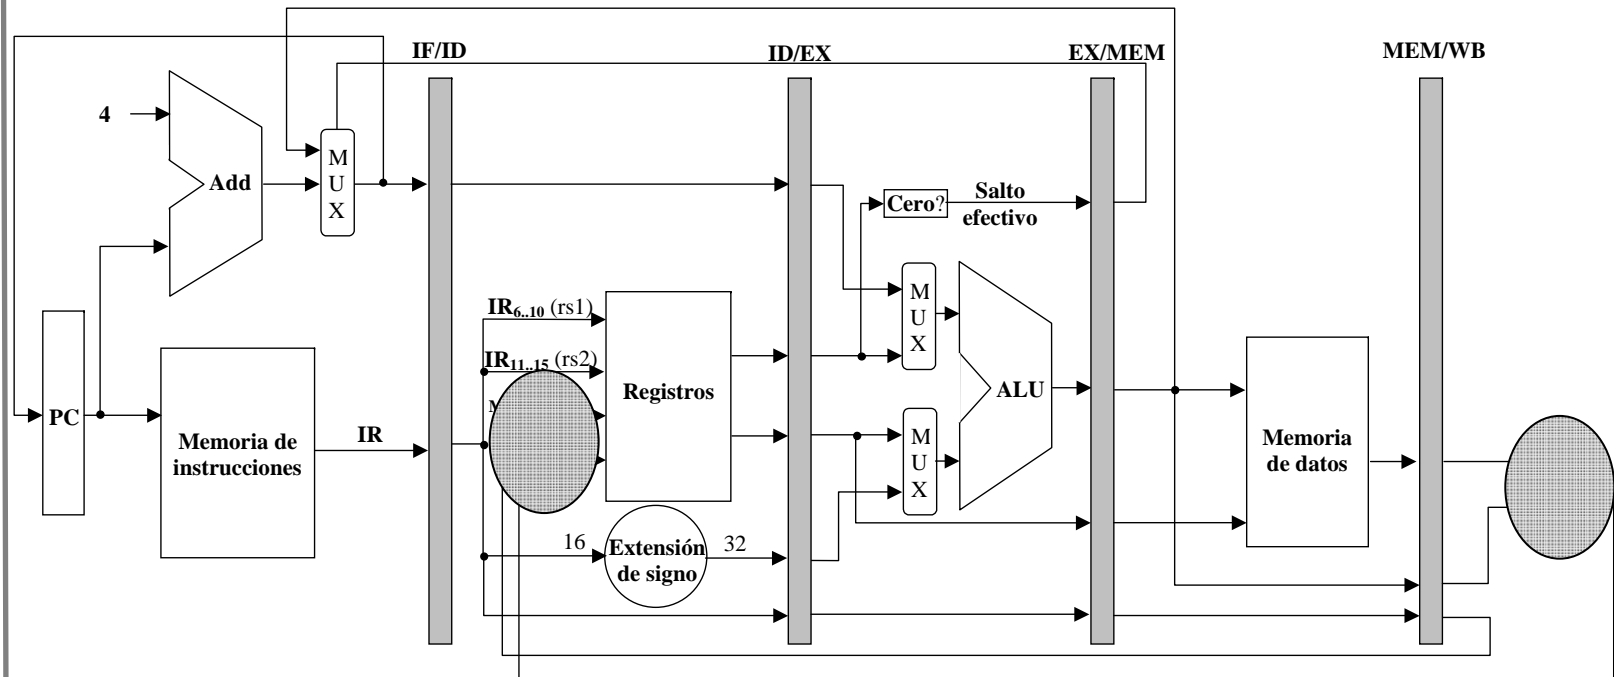 IF/ID
ID/EX
EX/MEM
MEM/WB
4
Add
M
U
X
Cero?
Salto
efectivo
IR6..10 (rs1)
IR11..15 (rs2)
Registros
M
U
X
ALU
M
U
X
PC
Memoria de
instrucciones
IR
Memoria
de datos
16
Extensión
de signo
32